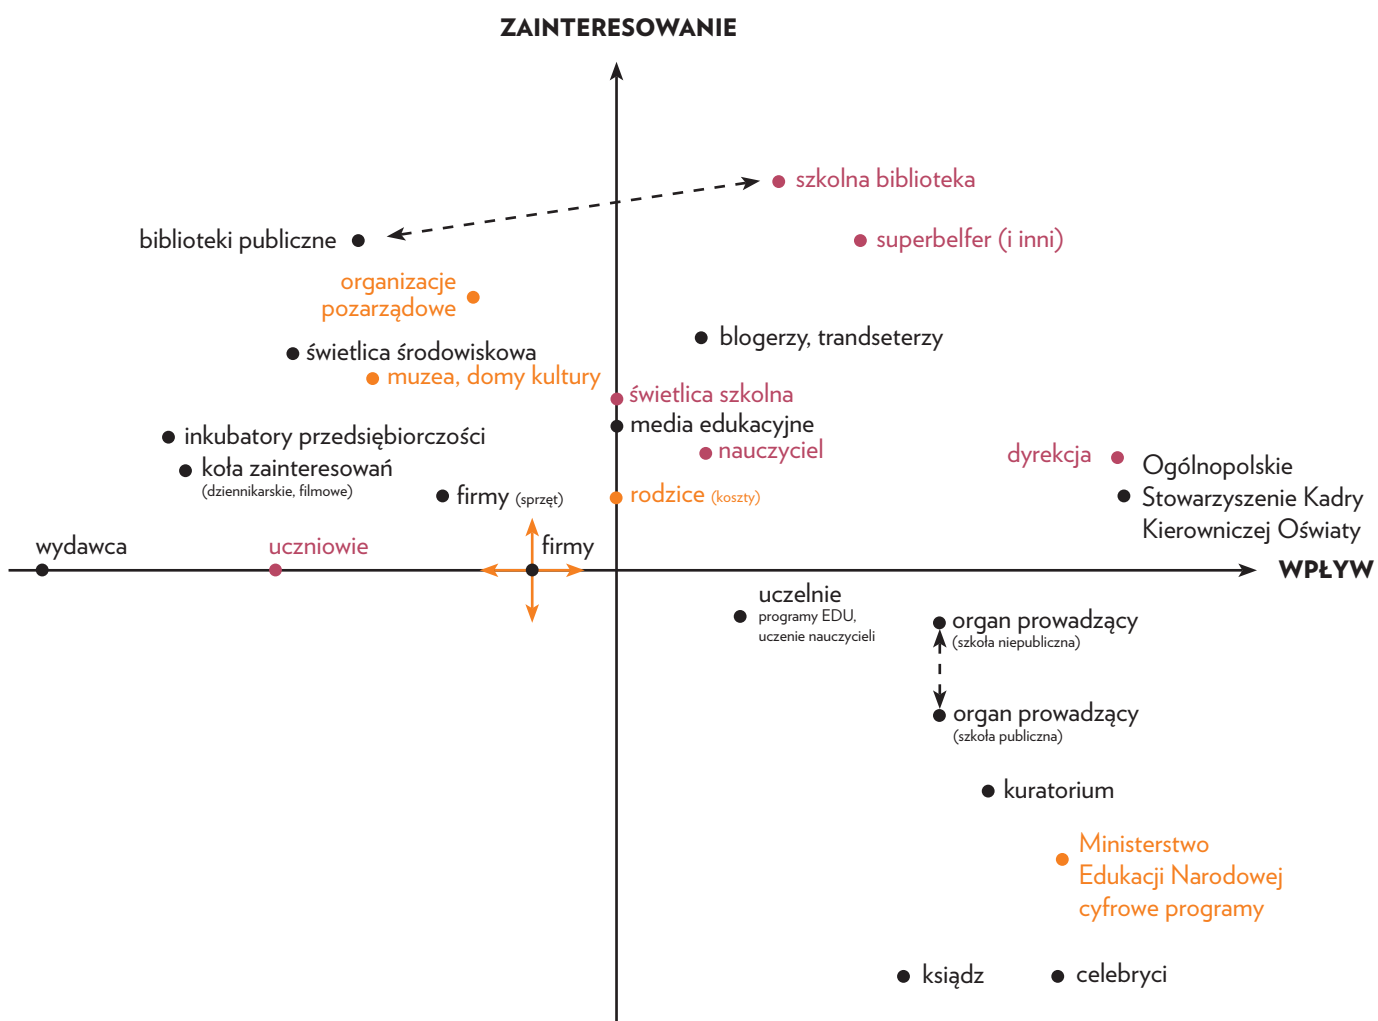 ZAINTERESOWANIE
szkolna biblioteka
biblioteki publiczne
superbelfer (i inni)
organizacje
pozarządowe
blogerzy, trandseterzy
świetlica środowiskowa
muzea, domy kultury
świetlica szkolna
media edukacyjne
inkubatory przedsiębiorczości
nauczyciel
dyrekcja
koła zainteresowań
(dziennikarskie, filmowe)
Ogólnopolskie
Stowarzyszenie Kadry
Kierowniczej Oświaty
firmy (sprzęt)
rodzice (koszty)
wydawca
uczniowie
firmy
WPŁYW
uczelnie
programy EDU,
uczenie nauczycieli
organ prowadzący
(szkoła niepubliczna)
organ prowadzący
(szkoła publiczna)
kuratorium
Ministerstwo
Edukacji Narodowej
cyfrowe programy
ksiądz
celebryci